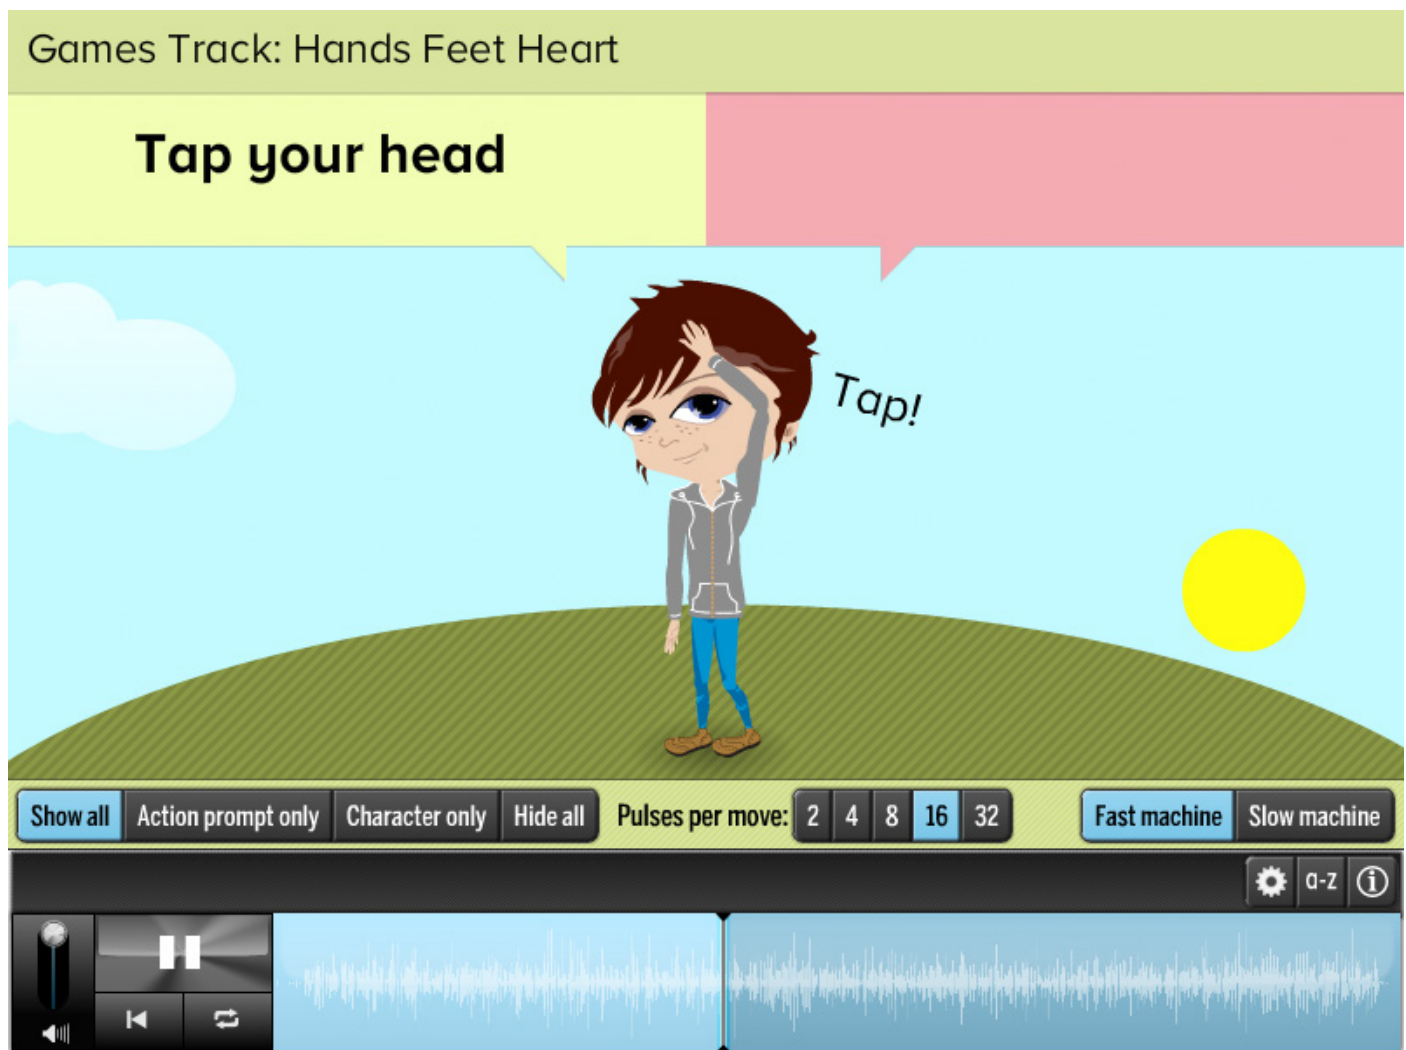 Games Track: Hands Feet Heart
Tap your head
Tap!
Show all Action prompt only Character only Hide all Pulses per move: 2 4 8 16 32 Fast machine Slow machine
a-z